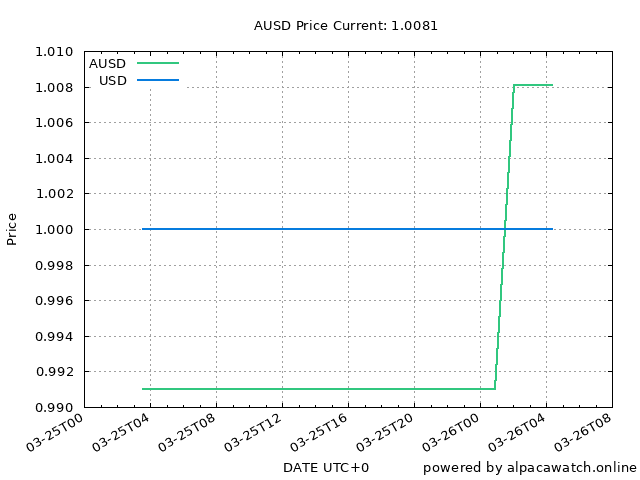 AUSD Price Current: 1.0081
AUSD
USD
1.010
1.008
1.006
1.004
1.002
1.000
0.998
0.996
0.994
0.992
0.990
Price
03-25T00
03-25T04
03-25T08
03-25T12
03-25T16
03-25T20
03-26T00
03-26T04
03-26T08
DATE UTC+0
powered by alpacawatch.online